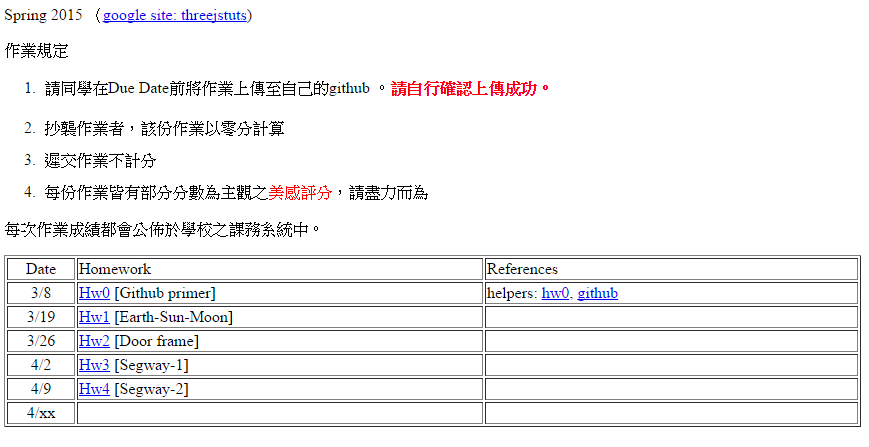 Spring 2015 （google site: threejstuts)
作業規定
1. 請同學在Due Date前將作業上傳至自己的github 。請自行確認上傳成功。
2. 抄襲作業者，該份作業以零分計算
3. 遲交作業不計分
4. 每份作業皆有部分分數為主觀之美感評分，請盡力而為
每次作業成績都會公佈於學校之課務系統中。
Date Homework References
3/8 Hw0 [Github primer] helpers: hw0, github
3/19 Hw1 [Earth-Sun-Moon]
3/26 Hw2 [Door frame]
4/2 Hw3 [Segway-1]
4/9 Hw4 [Segway-2]
4/xx